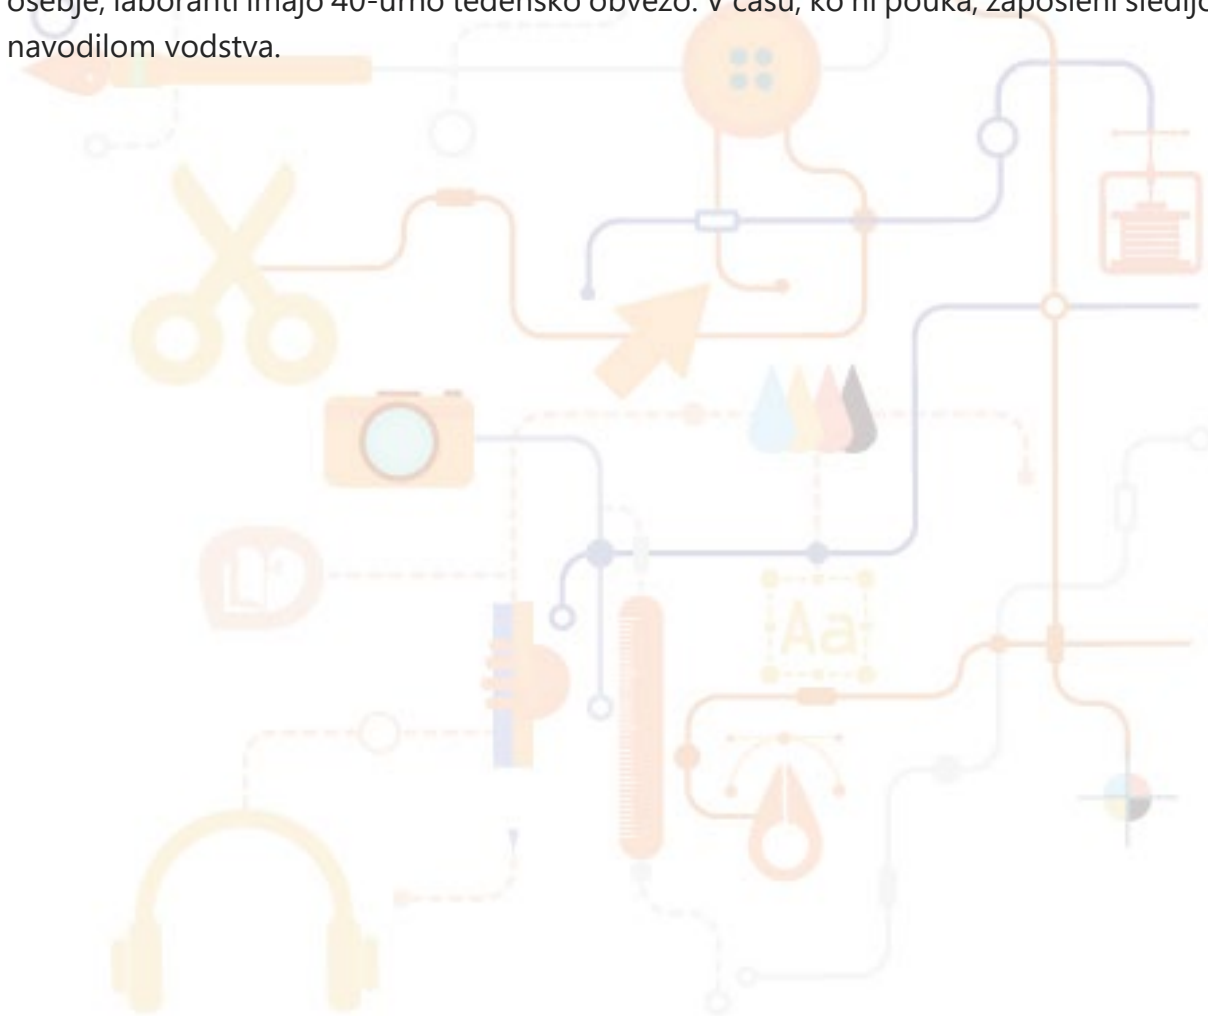 osebje, laboranti imajo 40-urno tedensko obvezo. V času, ko ni pouka, zaposleni sledijo
navodilom vodstva.
Aa